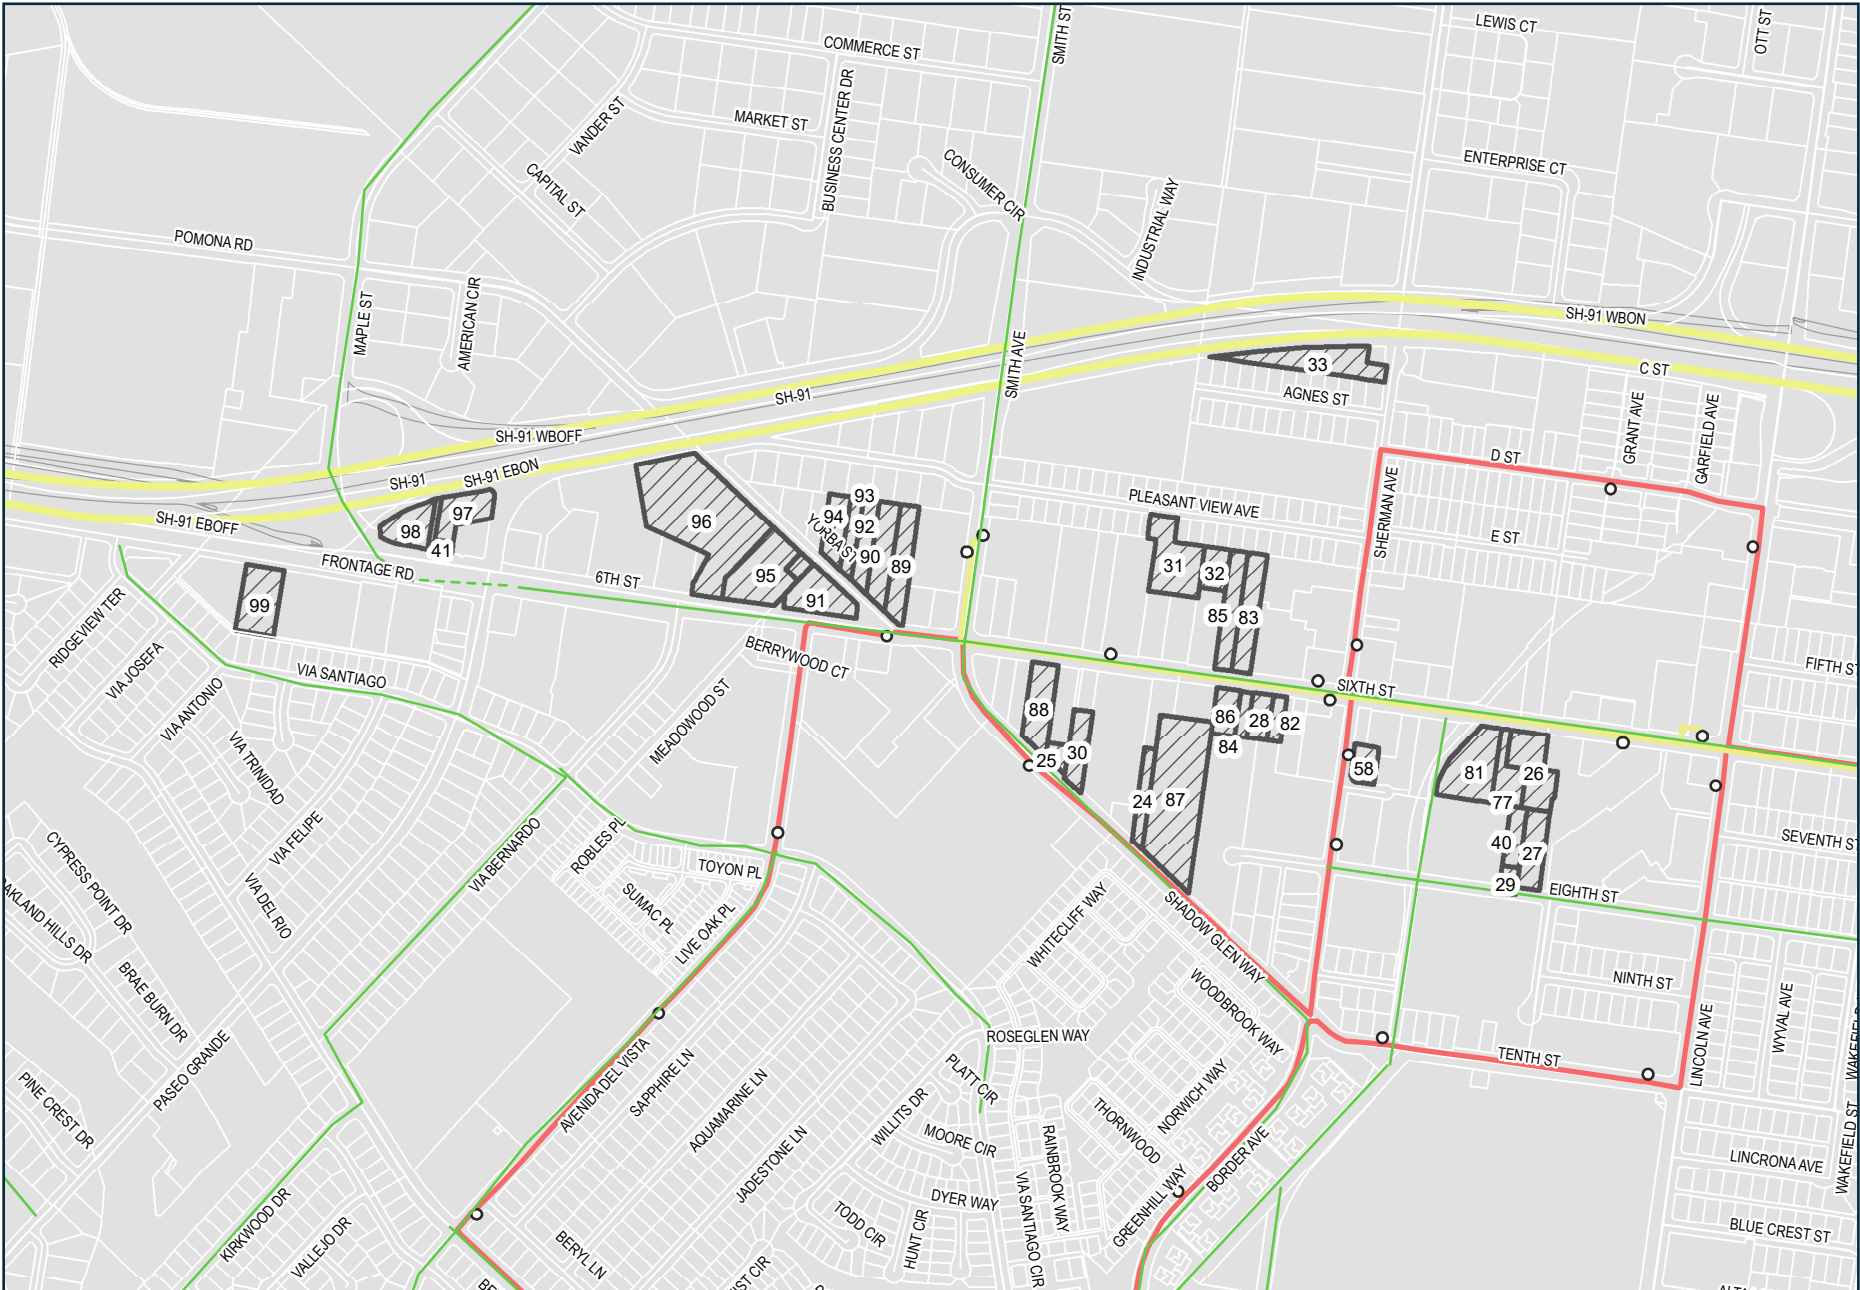 LEWIS CT
OTT ST
SMITH ST
COMMERCE ST
VANDER ST
MARKET ST
BUSINESS CENTER DR
CAPITAL ST
CONSUMER CIR
ENTERPRISE CT
INDUSTRIAL WAY
POMONA RD
MAPLE ST
AMERICAN CIR
SH-91 WBON
SMITH AVE
33
C ST
AGNES ST
SH-91
GRANT AVE
GARFIELD AVE
SH-91 WBOFF
D ST
SH-91 EBON
SH-91
SH-91 EBOFF
PLEASANT VIEW AVE
SHERMAN AVE
E ST
93
94
92
YURBA ST
90
89
96
95
91
97
98
41
99
FRONTAGE RD
6TH ST
31
32
85
83
RIDGEVIEW TER
VIA JOSEFA
VIA ANTONIO
VIA SANTIAGO
BERRYWOOD CT
MEADOWOOD ST
SIXTH ST
FIFTH ST
88
30
25
86
28
82
84
58
24
87
81
26
77
40
27
29
SEVENTH ST
EIGHTH ST
VIA TRINIDAD
VIA FELIPE
VIA BERNARDO
ROBLES PL
TOYON PL
SUMAC PL
LIVE OAK PL
CYPRESS POINT DR
AKLAND HILLS DR
VIA DEL RIO
BRAE BURN DR
PASEO GRANDE
PINE CREST DR
WHITECLIFF WAY
SHADOW GLEN WAY
WOODBROOK WAY
NINTH ST
LINCOLN AVE
WYVAL AVE
WAKEFIELD
ROSEGLEN WAY
TENTH ST
PLATT CIR
AVENIDA DEL VISTA
SAPPHIRE LN
AQUAMARINE LN
WILLITS DR
MOORE CIR
THORNWOOD
NORWICH WAY
JADESTONE LN
RAINBROOK WAY
BORDER AVE
GREENHILL WAY
LINCRONA AVE
WAKEFIELD ST
DYER WAY
VIA SANTIAGO CIR
TODD CIR
HUNT CIR
BLUE CREST ST
KIRKWOOD DR
VALLEJO DR
BERYL LN
IST CIR
BE
ALTA